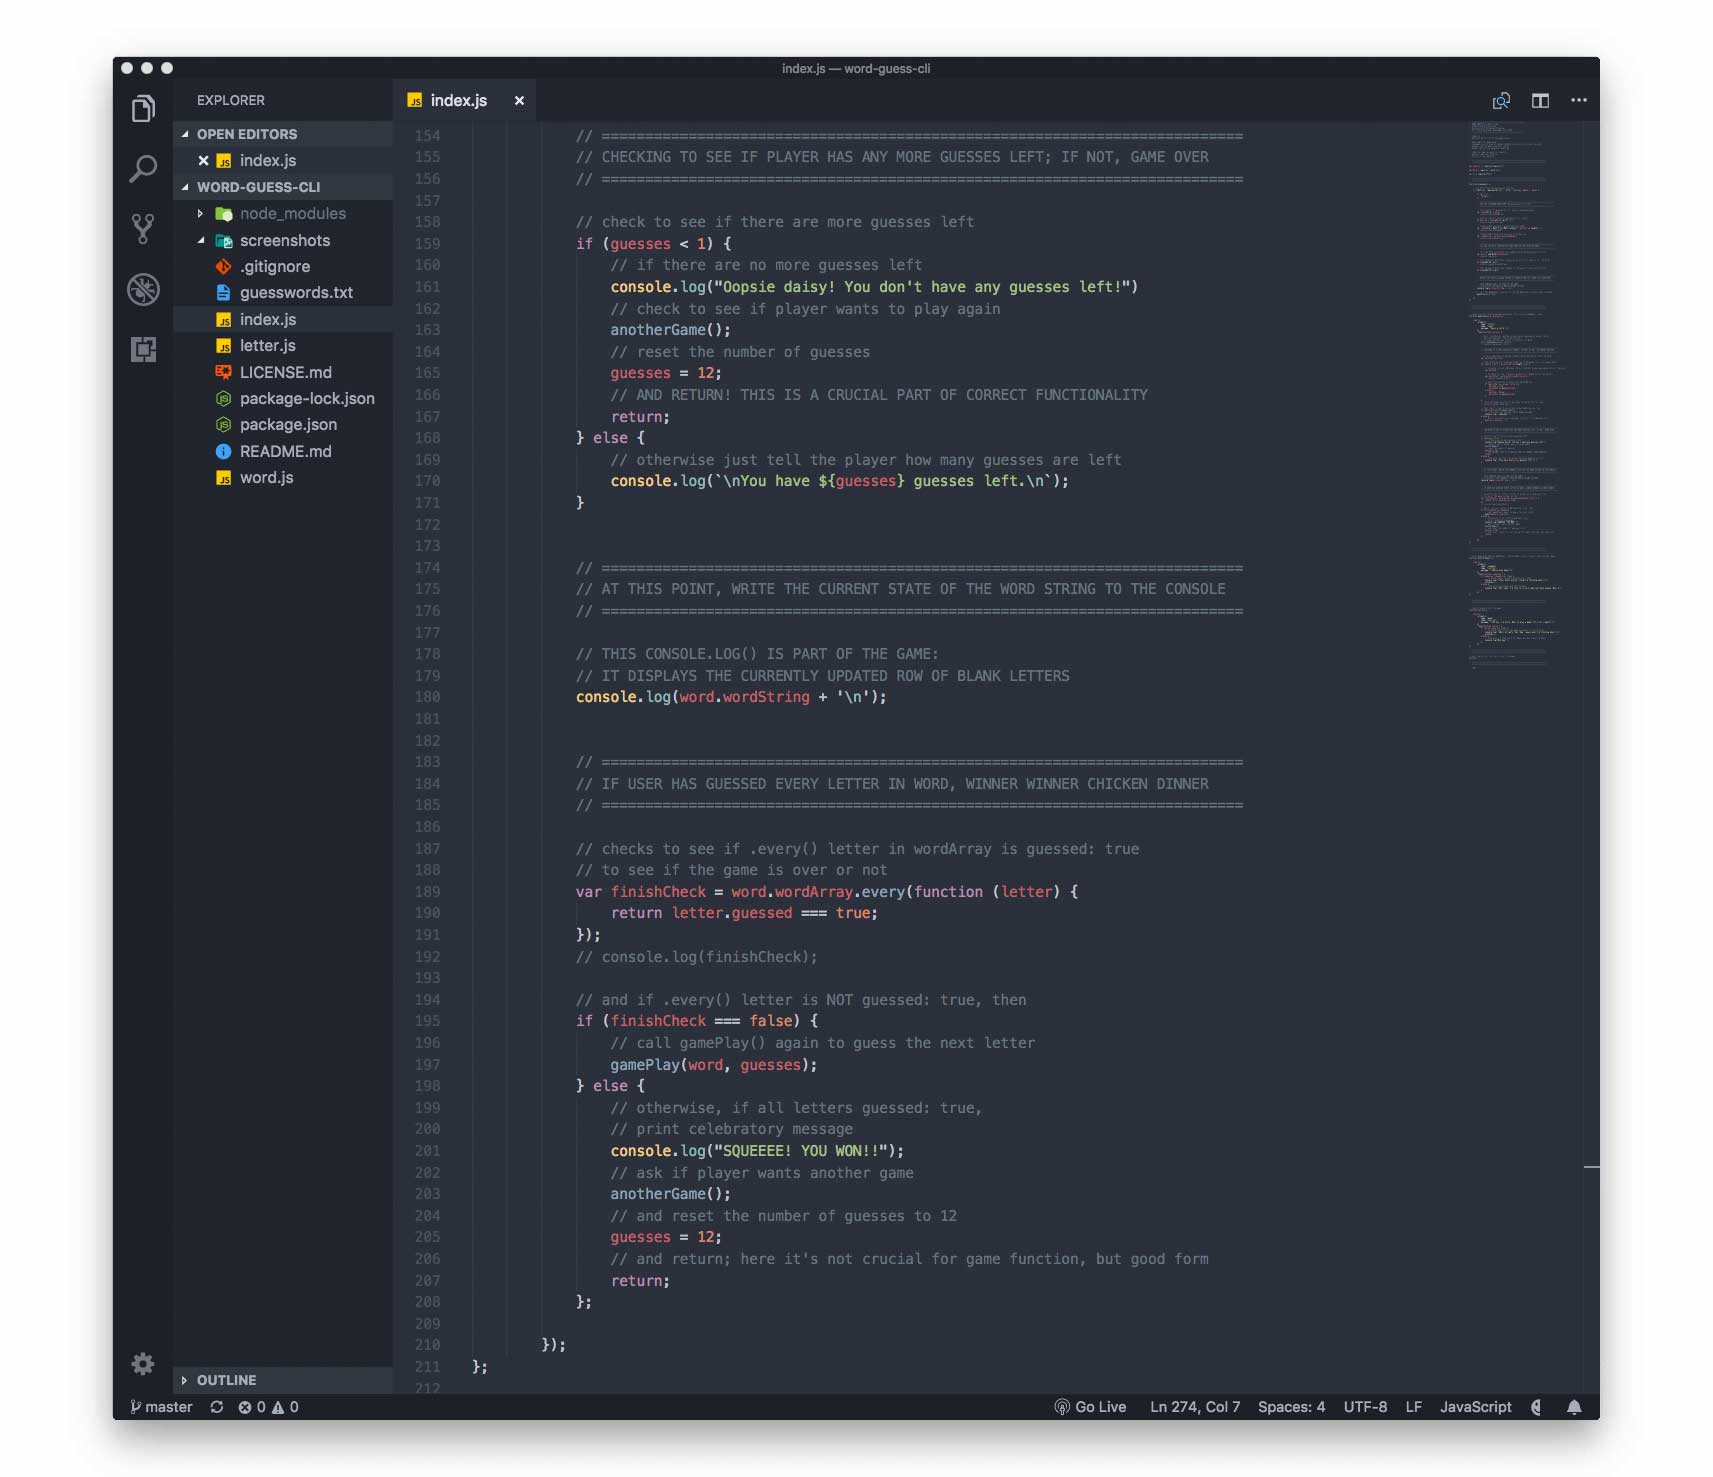 index.js — word-guess-cli
EXPLORER
OPEN EDITORS
index.js
WORD-GUESS-CLI
node_modules
screenshots
.gitignore
guesswords.txt
index.js
letter.js
LICENSE.md
package-lock.json
package.json
README.md
word.js
OUTLINE
index.js
154 // ==========================================================================
155 // CHECKING TO SEE IF PLAYER HAS ANY MORE GUESSES LEFT; IF NOT, GAME OVER
156 // ==========================================================================
157
158 // check to see if there are more guesses left
159 if (guesses < 1) {
160 // if there are no more guesses left
161 console.log("Oopsie daisy! You don't have any guesses left!")
162 // check to see if player wants to play again
163 anotherGame();
164 // reset the number of guesses
165 guesses = 12;
166 // AND RETURN! THIS IS A CRUCIAL PART OF CORRECT FUNCTIONALITY
167 return;
168 } else {
169 // otherwise just tell the player how many guesses are left
170 console.log(`\nYou have ${guesses} guesses left.\n`);
171 }
172
173
174 // ==========================================================================
175 // AT THIS POINT, WRITE THE CURRENT STATE OF THE WORD STRING TO THE CONSOLE
176 // ==========================================================================
177
178 // THIS CONSOLE.LOG() IS PART OF THE GAME:
179 // IT DISPLAYS THE CURRENTLY UPDATED ROW OF BLANK LETTERS
180 console.log(word.wordString + '\n');
181
182
183 // ==========================================================================
184 // IF USER HAS GUESSED EVERY LETTER IN WORD, WINNER WINNER CHICKEN DINNER
185 // ==========================================================================
186
187 // checks to see if .every() letter in wordArray is guessed: true
188 // to see if the game is over or not
189 var finishCheck = word.wordArray.every(function (letter) {
190 return letter.guessed === true;
191 });
192 // console.log(finishCheck);
193
194 // and if .every() letter is NOT guessed: true, then
195 if (finishCheck === false) {
196 // call gamePlay() again to guess the next letter
197 gamePlay(word, guesses);
198 } else {
199 // otherwise, if all letters guessed: true,
200 // print celebratory message
201 console.log("SQUEEEE! YOU WON!!");
202 // ask if player wants another game
203 anotherGame();
204 // and reset the number of guesses to 12
205 guesses = 12;
206 // and return; here it's not crucial for game function, but good form
207 return;
208 };
209
210 });
211 };
212
master 0 0 Go Live Ln 274, Col 7 Spaces: 4 UTF-8 LF JavaScript